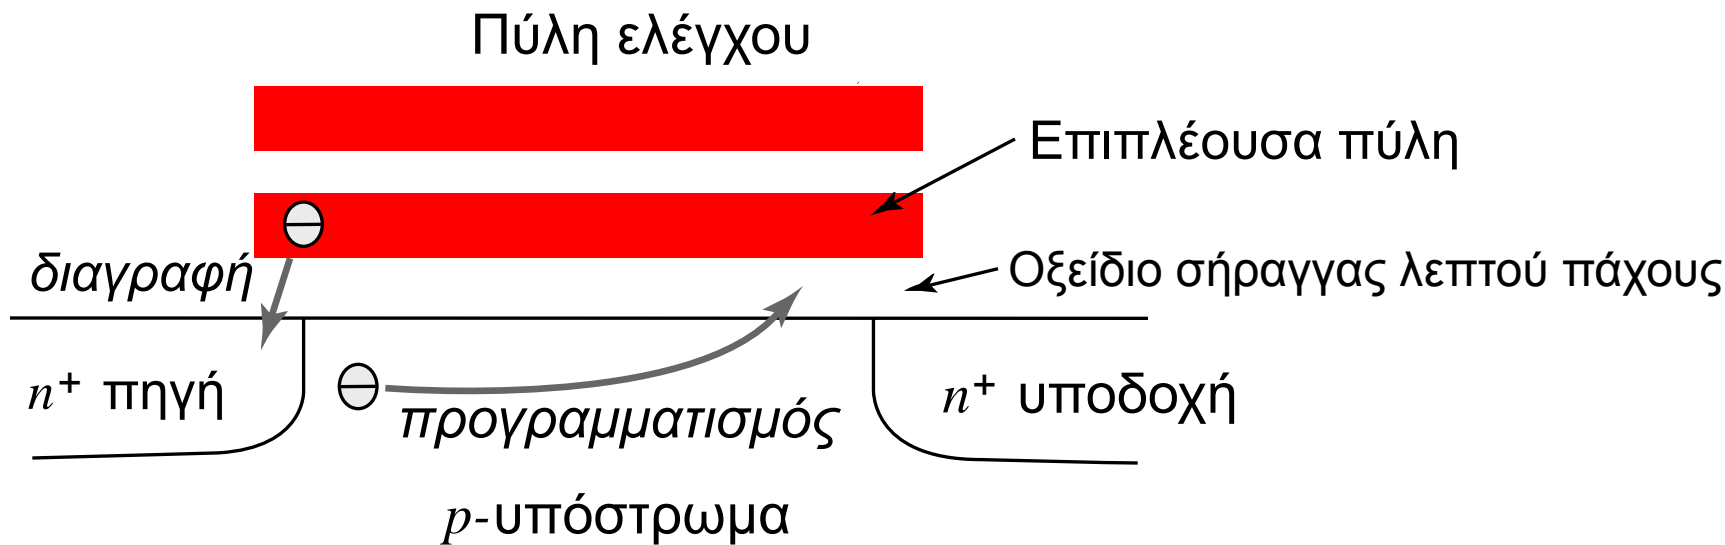 Πύλη ελέγχου
Επιπλέουσα πύλη
διαγραφή
Οξείδιο σήραγγας λεπτού πάχους
n+ πηγή
προγραμματισμός
n+ υποδοχή
p-υπόστρωμα